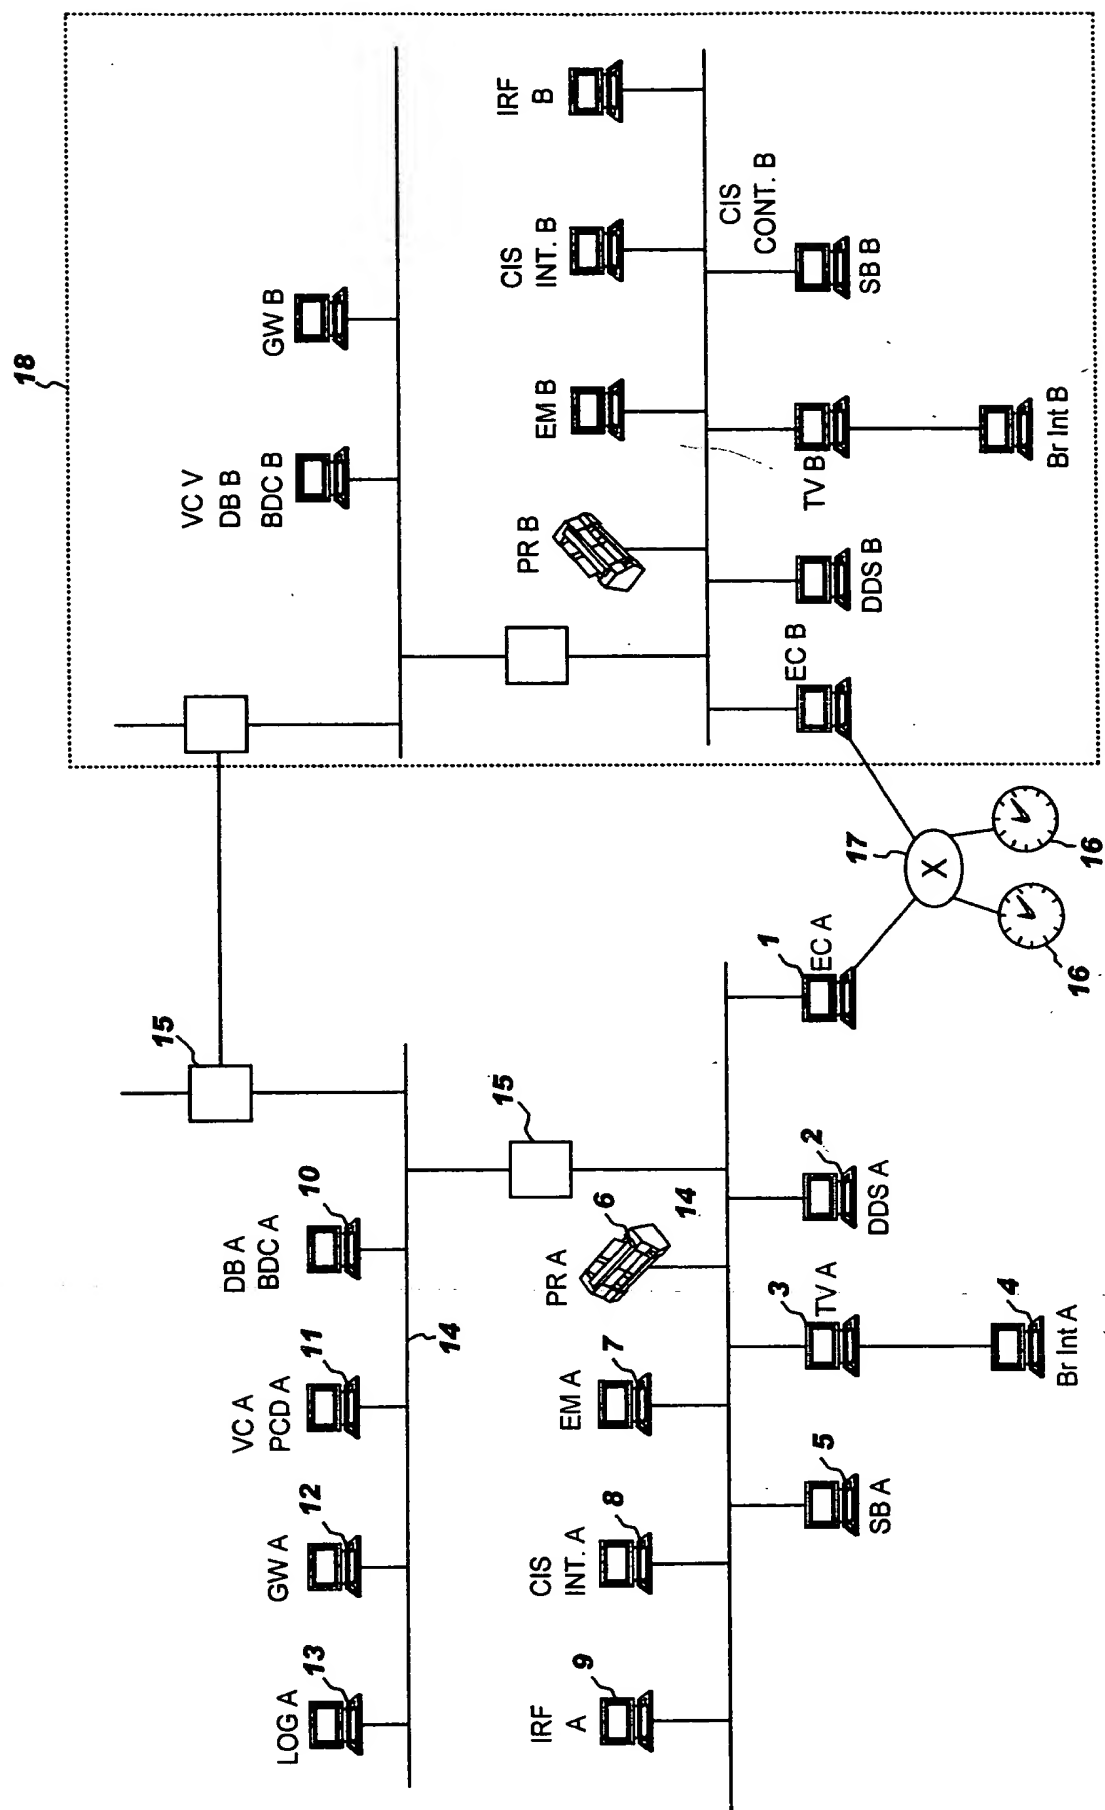 18
LOG A
13
GW A
12
VC A
PCD A
11
DB A
BDC A
10
15
VC V
DB B
BDC B
GW B
14
15
IRF
A
9
CIS
INT. A
8
EM A
7
PR A
6
14
PR B
EM B
CIS
INT. B
IRF
B
CIS
CONT. B
SB A
5
TV A
3
DDS A
2
EC A
1
EC B
DDS B
TV B
SB B
17
X
Br Int A
4
16
16
Br Int B